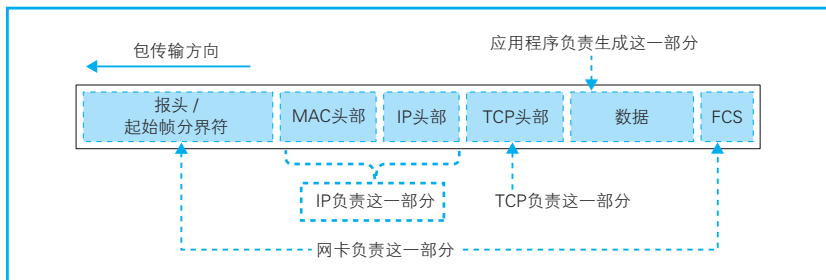 应用程序负责生成这一部分
包传输方向
报头 /
起始帧分界符
MAC头部
IP头部
TCP头部
数据
FCS
IP负责这一部分
TCP负责这一部分
网卡负责这一部分